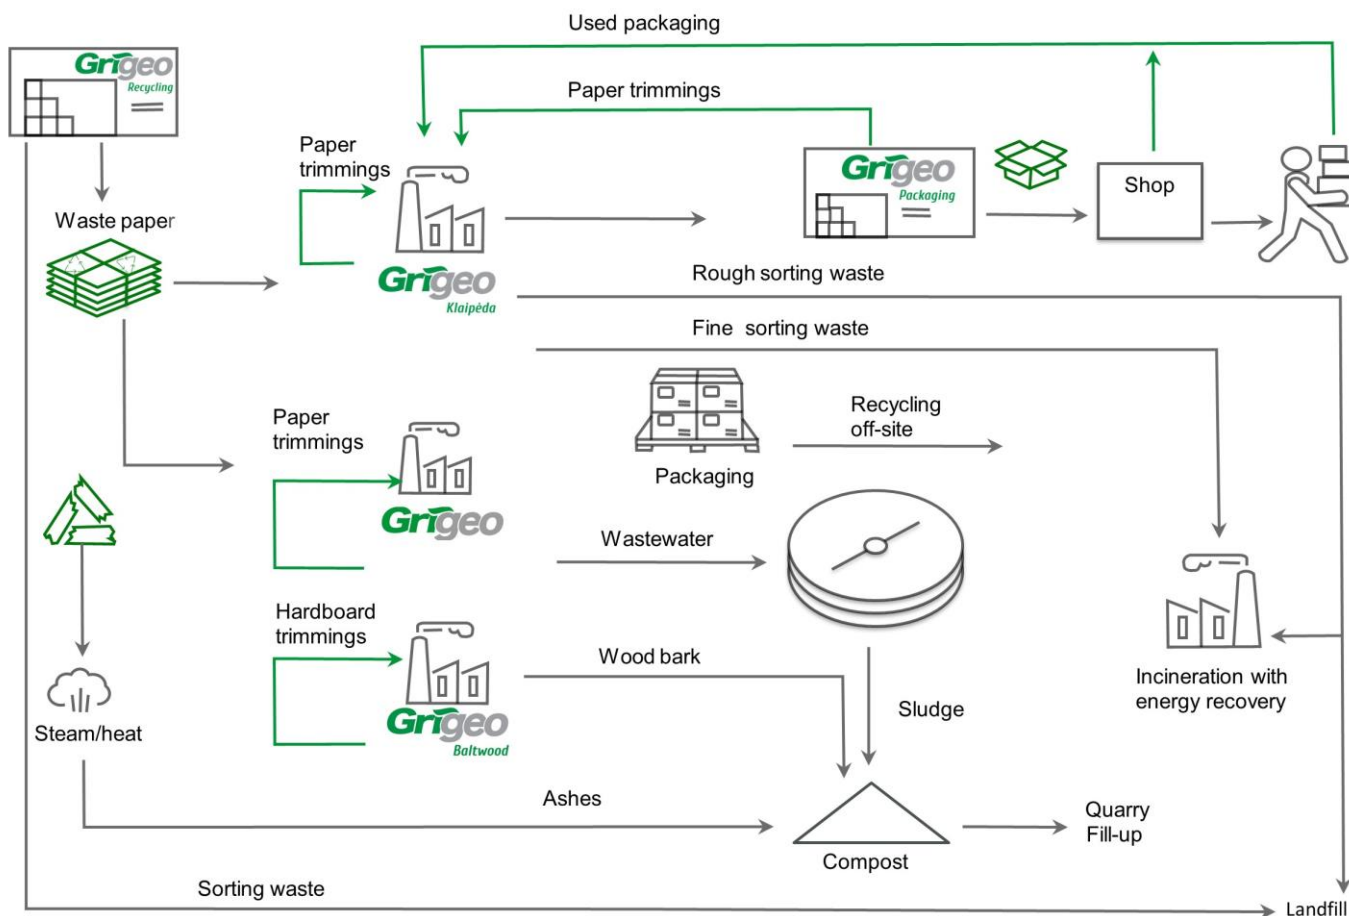 Used packaging
Grigeo
Recycling
Paper trimmings
Paper
trimmings
Grigeo
Packaging
Shop
Waste paper
Rough sorting waste
Grigeo
Klaipėda
Fine sorting waste
Paper
trimmings
Recycling
off-site
Packaging
Grigeo
Wastewater
Hardboard
trimmings
Wood bark
Incineration with
energy recovery
Sludge
Steam/heat
Grigeo
Baltwood
Ashes
Quarry
Fill-up
Compost
Sorting waste
Landfill